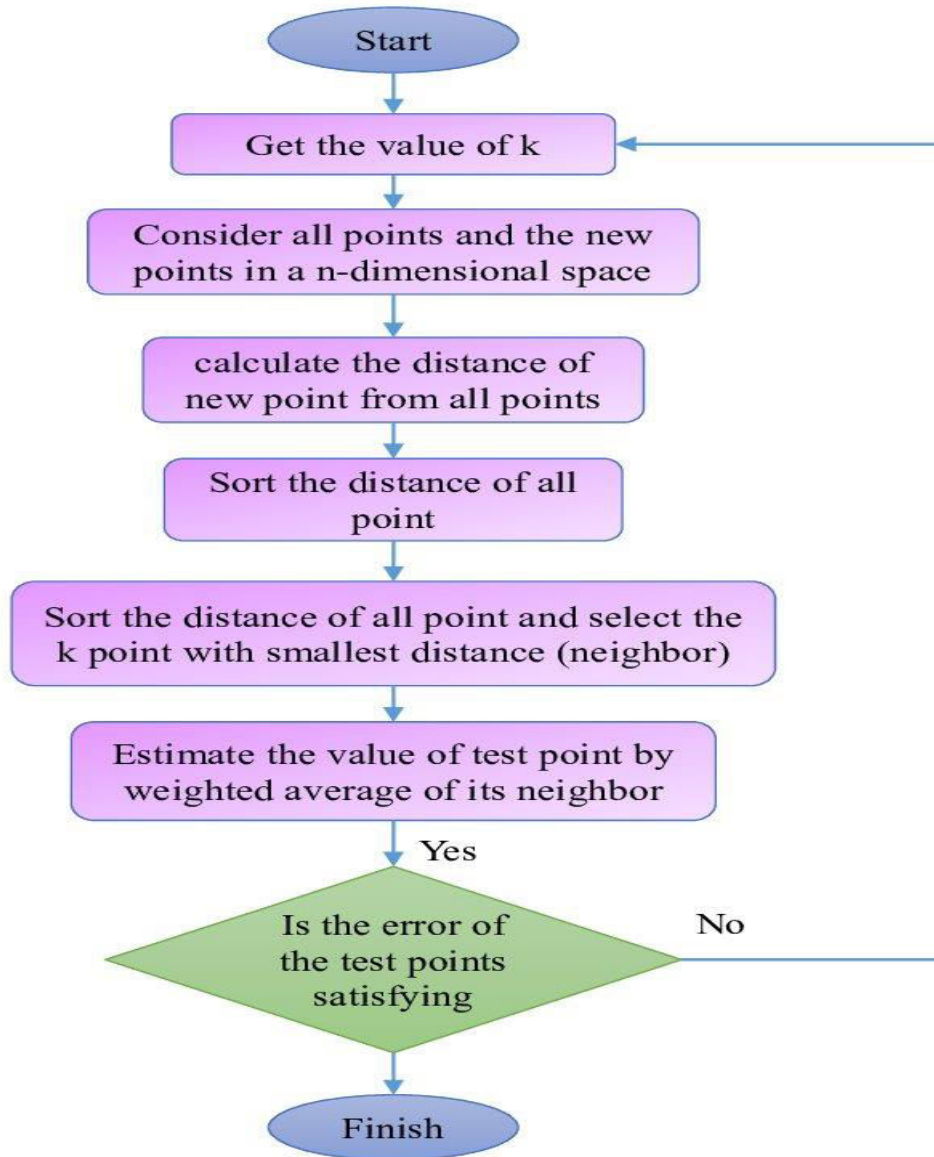 Start
Get the value of k
Consider all points and the new
points in a n-dimensional space
calculate the distance of
new point from all points
Sort the distance of all
point
Sort the distance of all point and select the
k point with smallest distance (neighbor)
Estimate the value of test point by
weighted average of its neighbor
Yes
Is the error of
the test points
satisfying
No
Finish